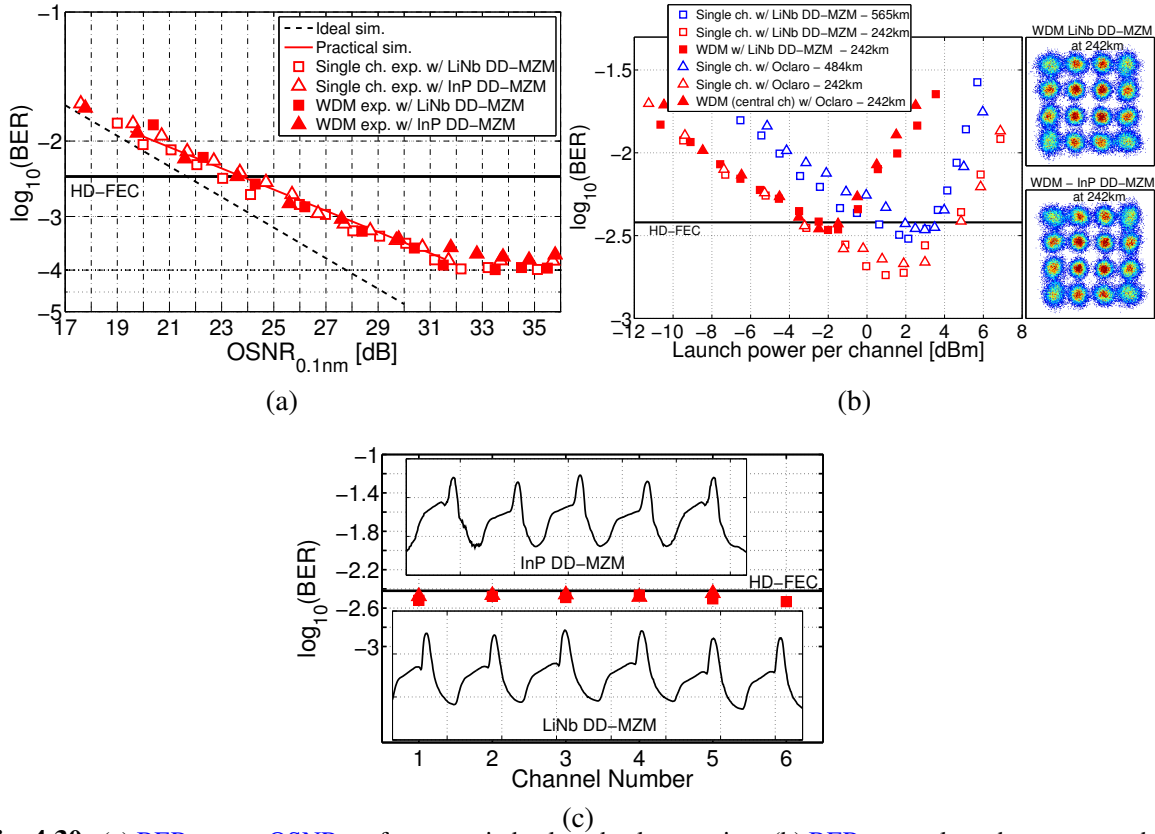 Ideal sim.
Practical sim.
Single ch. exp. w/ LiNb DD−MZM
Single ch. exp. w/ InP DD−MZM
WDM exp. w/ LiNb DD−MZM
WDM exp. w/ InP DD−MZM
−1
−2
−3
−4
−5
log10(BER)
HD−FEC
17 19 21 23 25 27 29 31 33 35
OSNR0.1nm [dB]
(a)
Single ch. w/ LiNb DD−MZM − 565km
Single ch. w/ LiNb DD−MZM − 242km
WDM w/ LiNb DD−MZM − 242km
Single ch. w/ Oclaro − 484km
Single ch. w/ Oclaro − 242km
WDM (central ch) w/ Oclaro − 242km
−1.5
−2
−2.5
−3
log10(BER)
HD−FEC
−12 −10 −8 −6 −4 −2 0 2 4 6 8
Launch power per channel [dBm]
WDM LiNb DD−MZM
at 242km
WDM − InP DD−MZM
at 242km
(b)
−1
−1.4
−1.8
−2.2
−2.6
−3
log10(BER)
InP DD−MZM
HD−FEC
LiNb DD−MZM
1 2 3 4 5 6
Channel Number
(c)